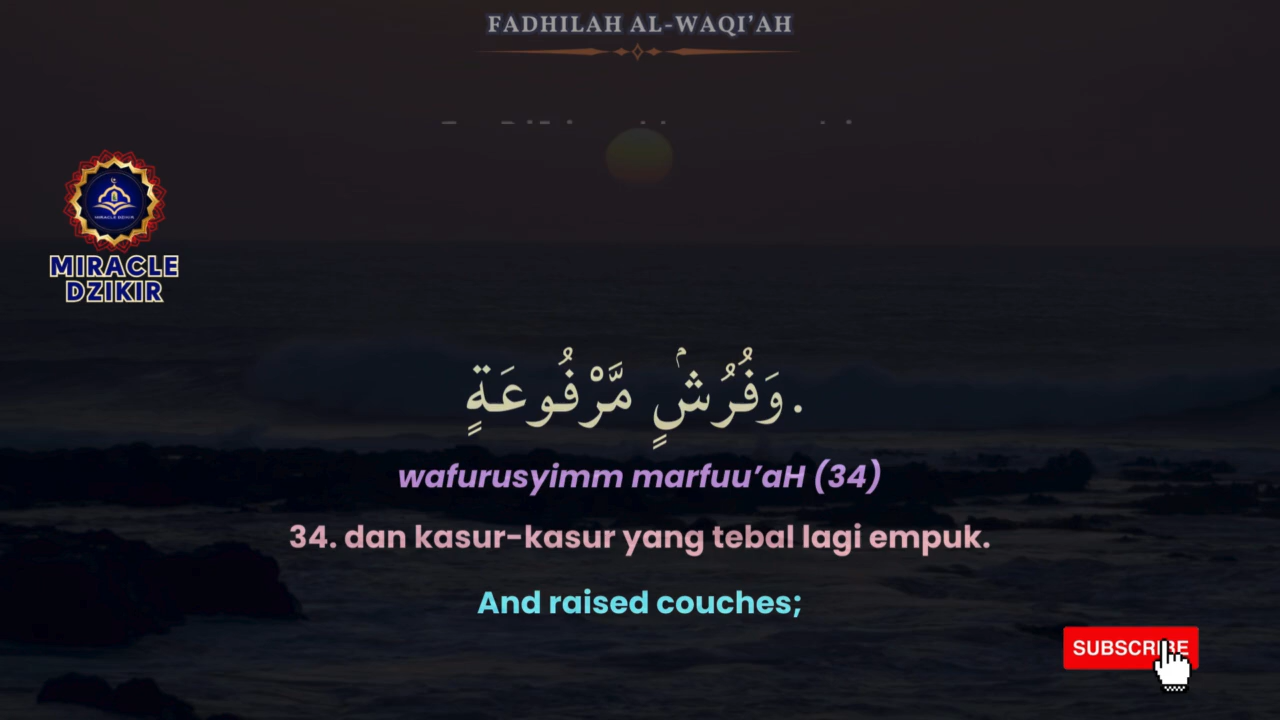 FADHILAH AL-WAQI’AH
MIRACLE
DZIKIR
وَفُرُشٍۢ مَّرْفُوعَةٍ.
wafurusyimm marfuu’aH (34)
34. dan kasur-kasur yang tebal lagi empuk.
And raised couches;
SUBSCRIBE